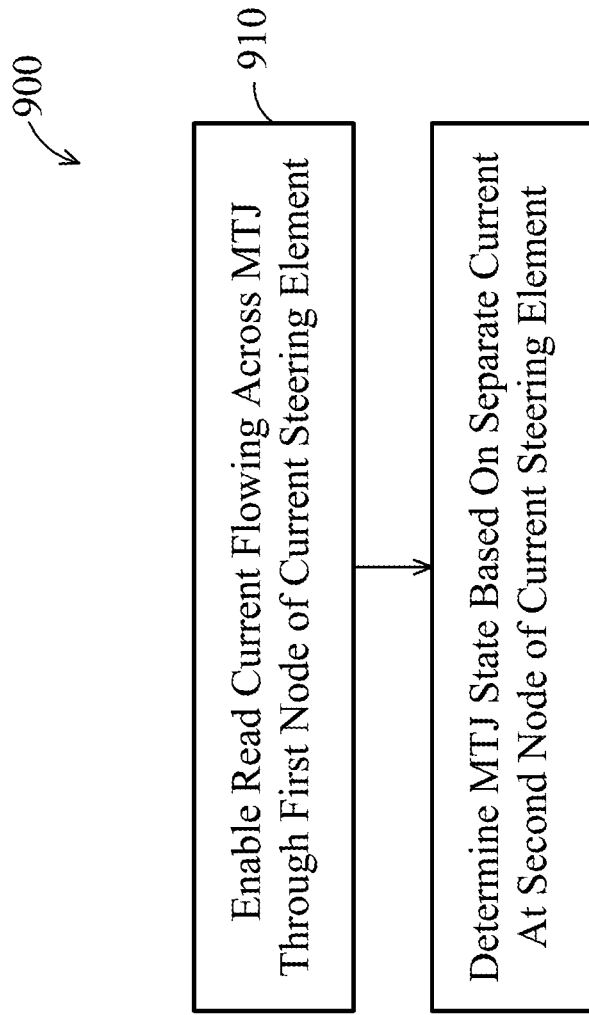 900
910
Enable Read Current Flowing Across MTJ
Through First Node of Current Steering Element
Determine MTJ State Based On Separate Current
At Second Node of Current Steering Element